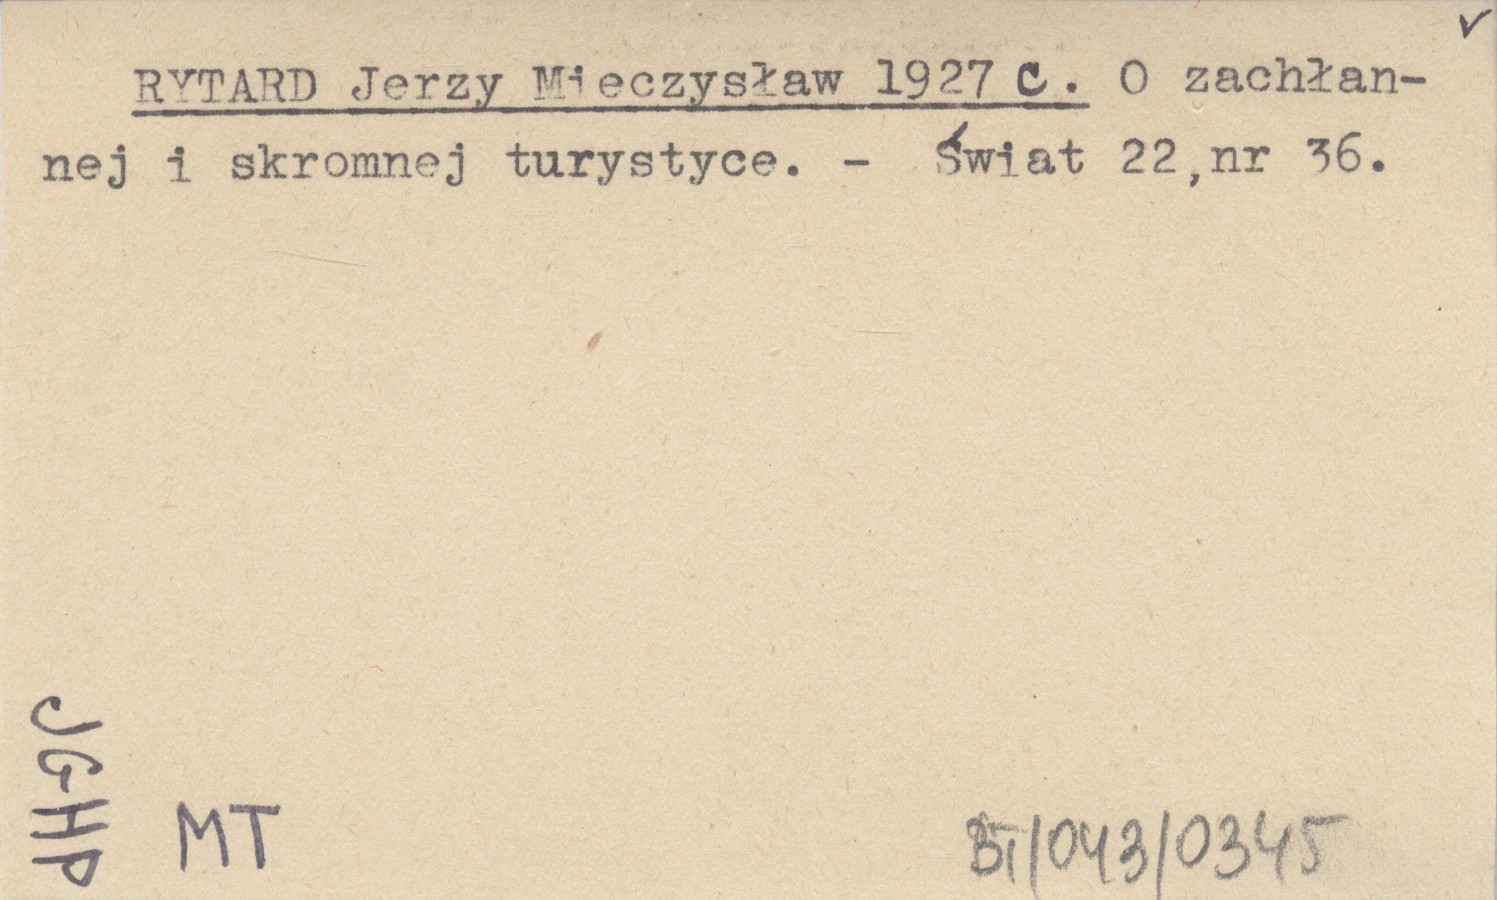 RYTARD Jerzy Mieczysław 1927 c. O zachłan-
nej i skromnej turystyce. - Świat 22,nr 36.
JGHP
MT
BI/043/0345